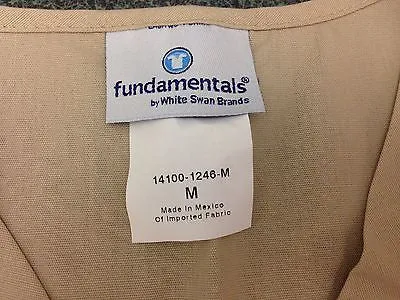 fundamentals®
by White Swan Brands
14100-1246-M
M
Made In Mexico
Of Imported Fabric